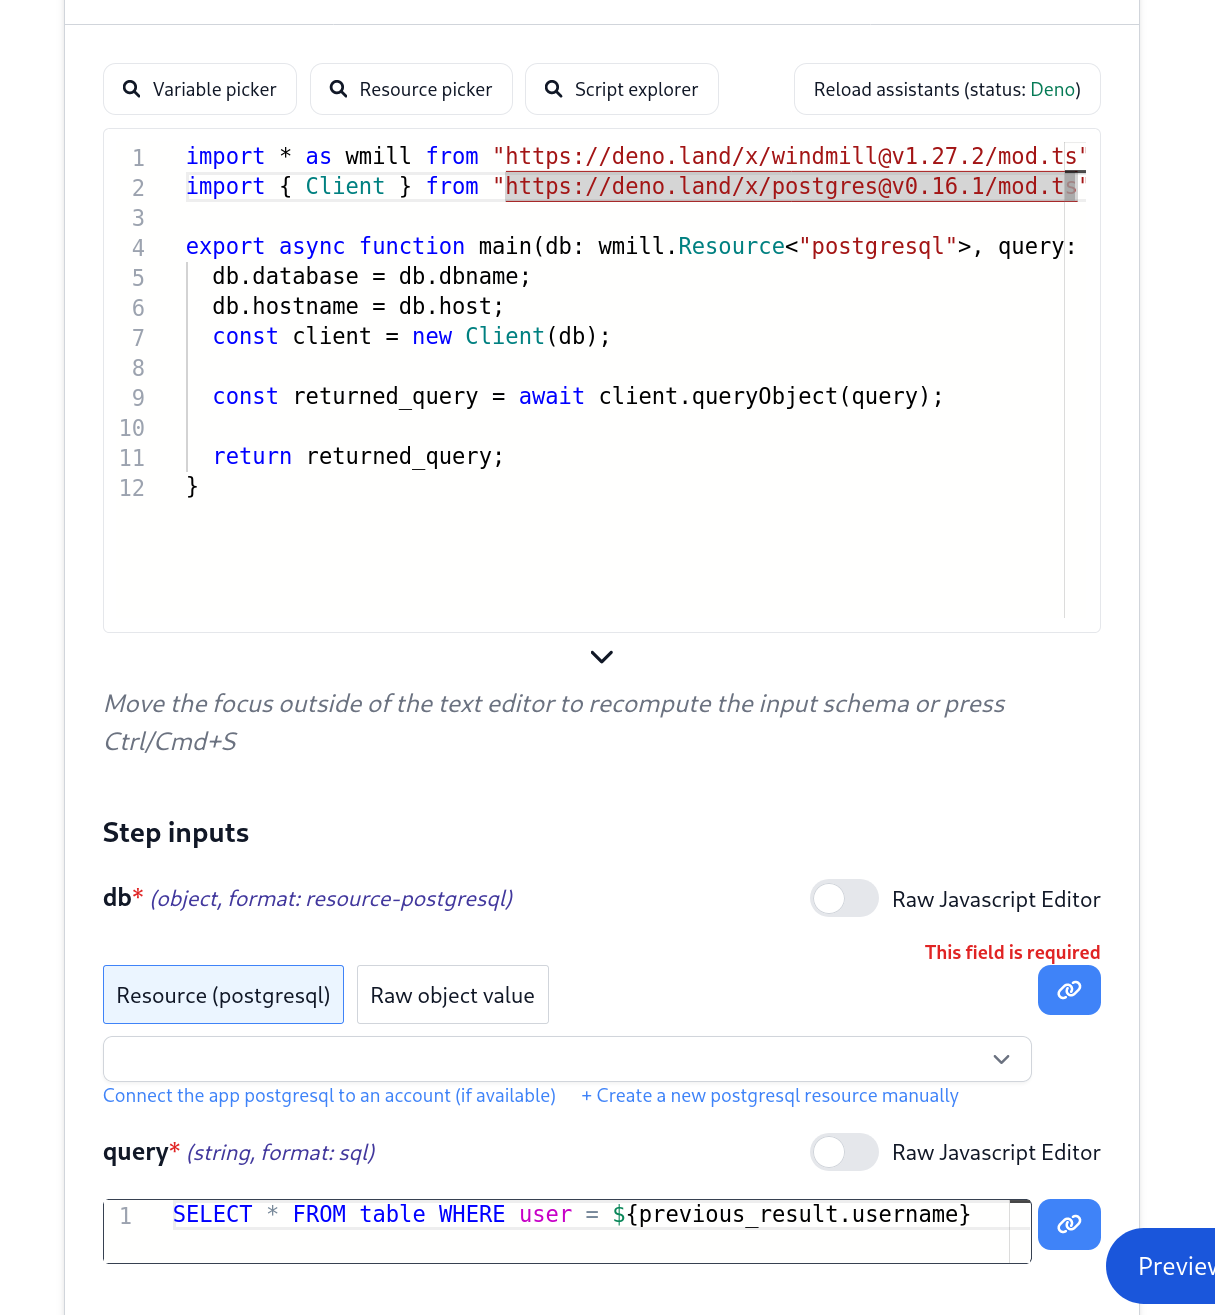 Variable picker Resource picker Script explorer Reload assistants (status: Deno)
1 import * as wmill from "https://deno.land/x/windmill@v1.27.2/mod.ts"
2 import { Client } from "https://deno.land/x/postgres@v0.16.1/mod.ts"
3
4 export async function main(db: wmill.Resource<"postgresql">, query:
5 db.database = db.dbname;
6 db.hostname = db.host;
7 const client = new Client(db);
8
9 const returned_query = await client.queryObject(query);
10
11 return returned_query;
12 }
Move the focus outside of the text editor to recompute the input schema or press
Ctrl/Cmd+S
Step inputs
db* (object, format: resource-postgresql) Raw Javascript Editor
This field is required
Resource (postgresql) Raw object value
Connect the app postgresql to an account (if available) + Create a new postgresql resource manually
query* (string, format: sql) Raw Javascript Editor
1 SELECT * FROM table WHERE user = ${previous_result.username}
Preview